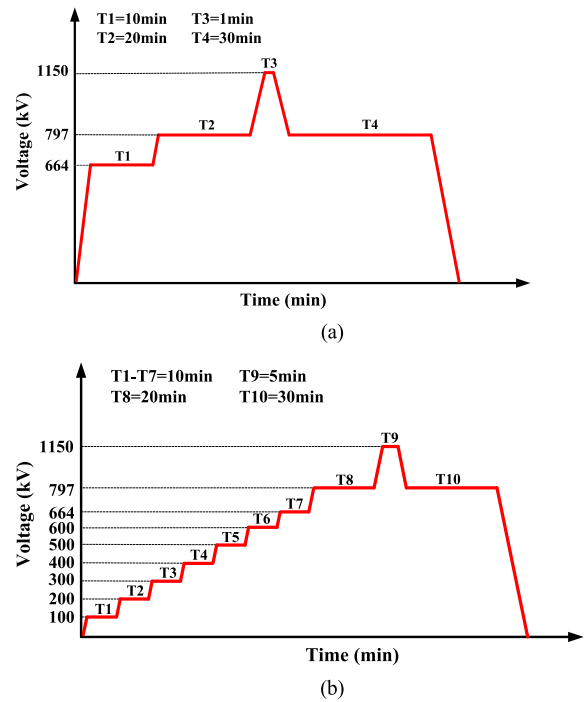 T1=10min T3=1min
T2=20min T4=30min
Voltage (kV)
1150
797
664
T1
T2
T3
T4
Time (min)
(a)
T1-T7=10min T9=5min
T8=20min T10=30min
Voltage (kV)
1150
797
664
600
500
400
300
200
100
T1
T2
T3
T4
T5
T6
T7
T8
T9
T10
Time (min)
(b)